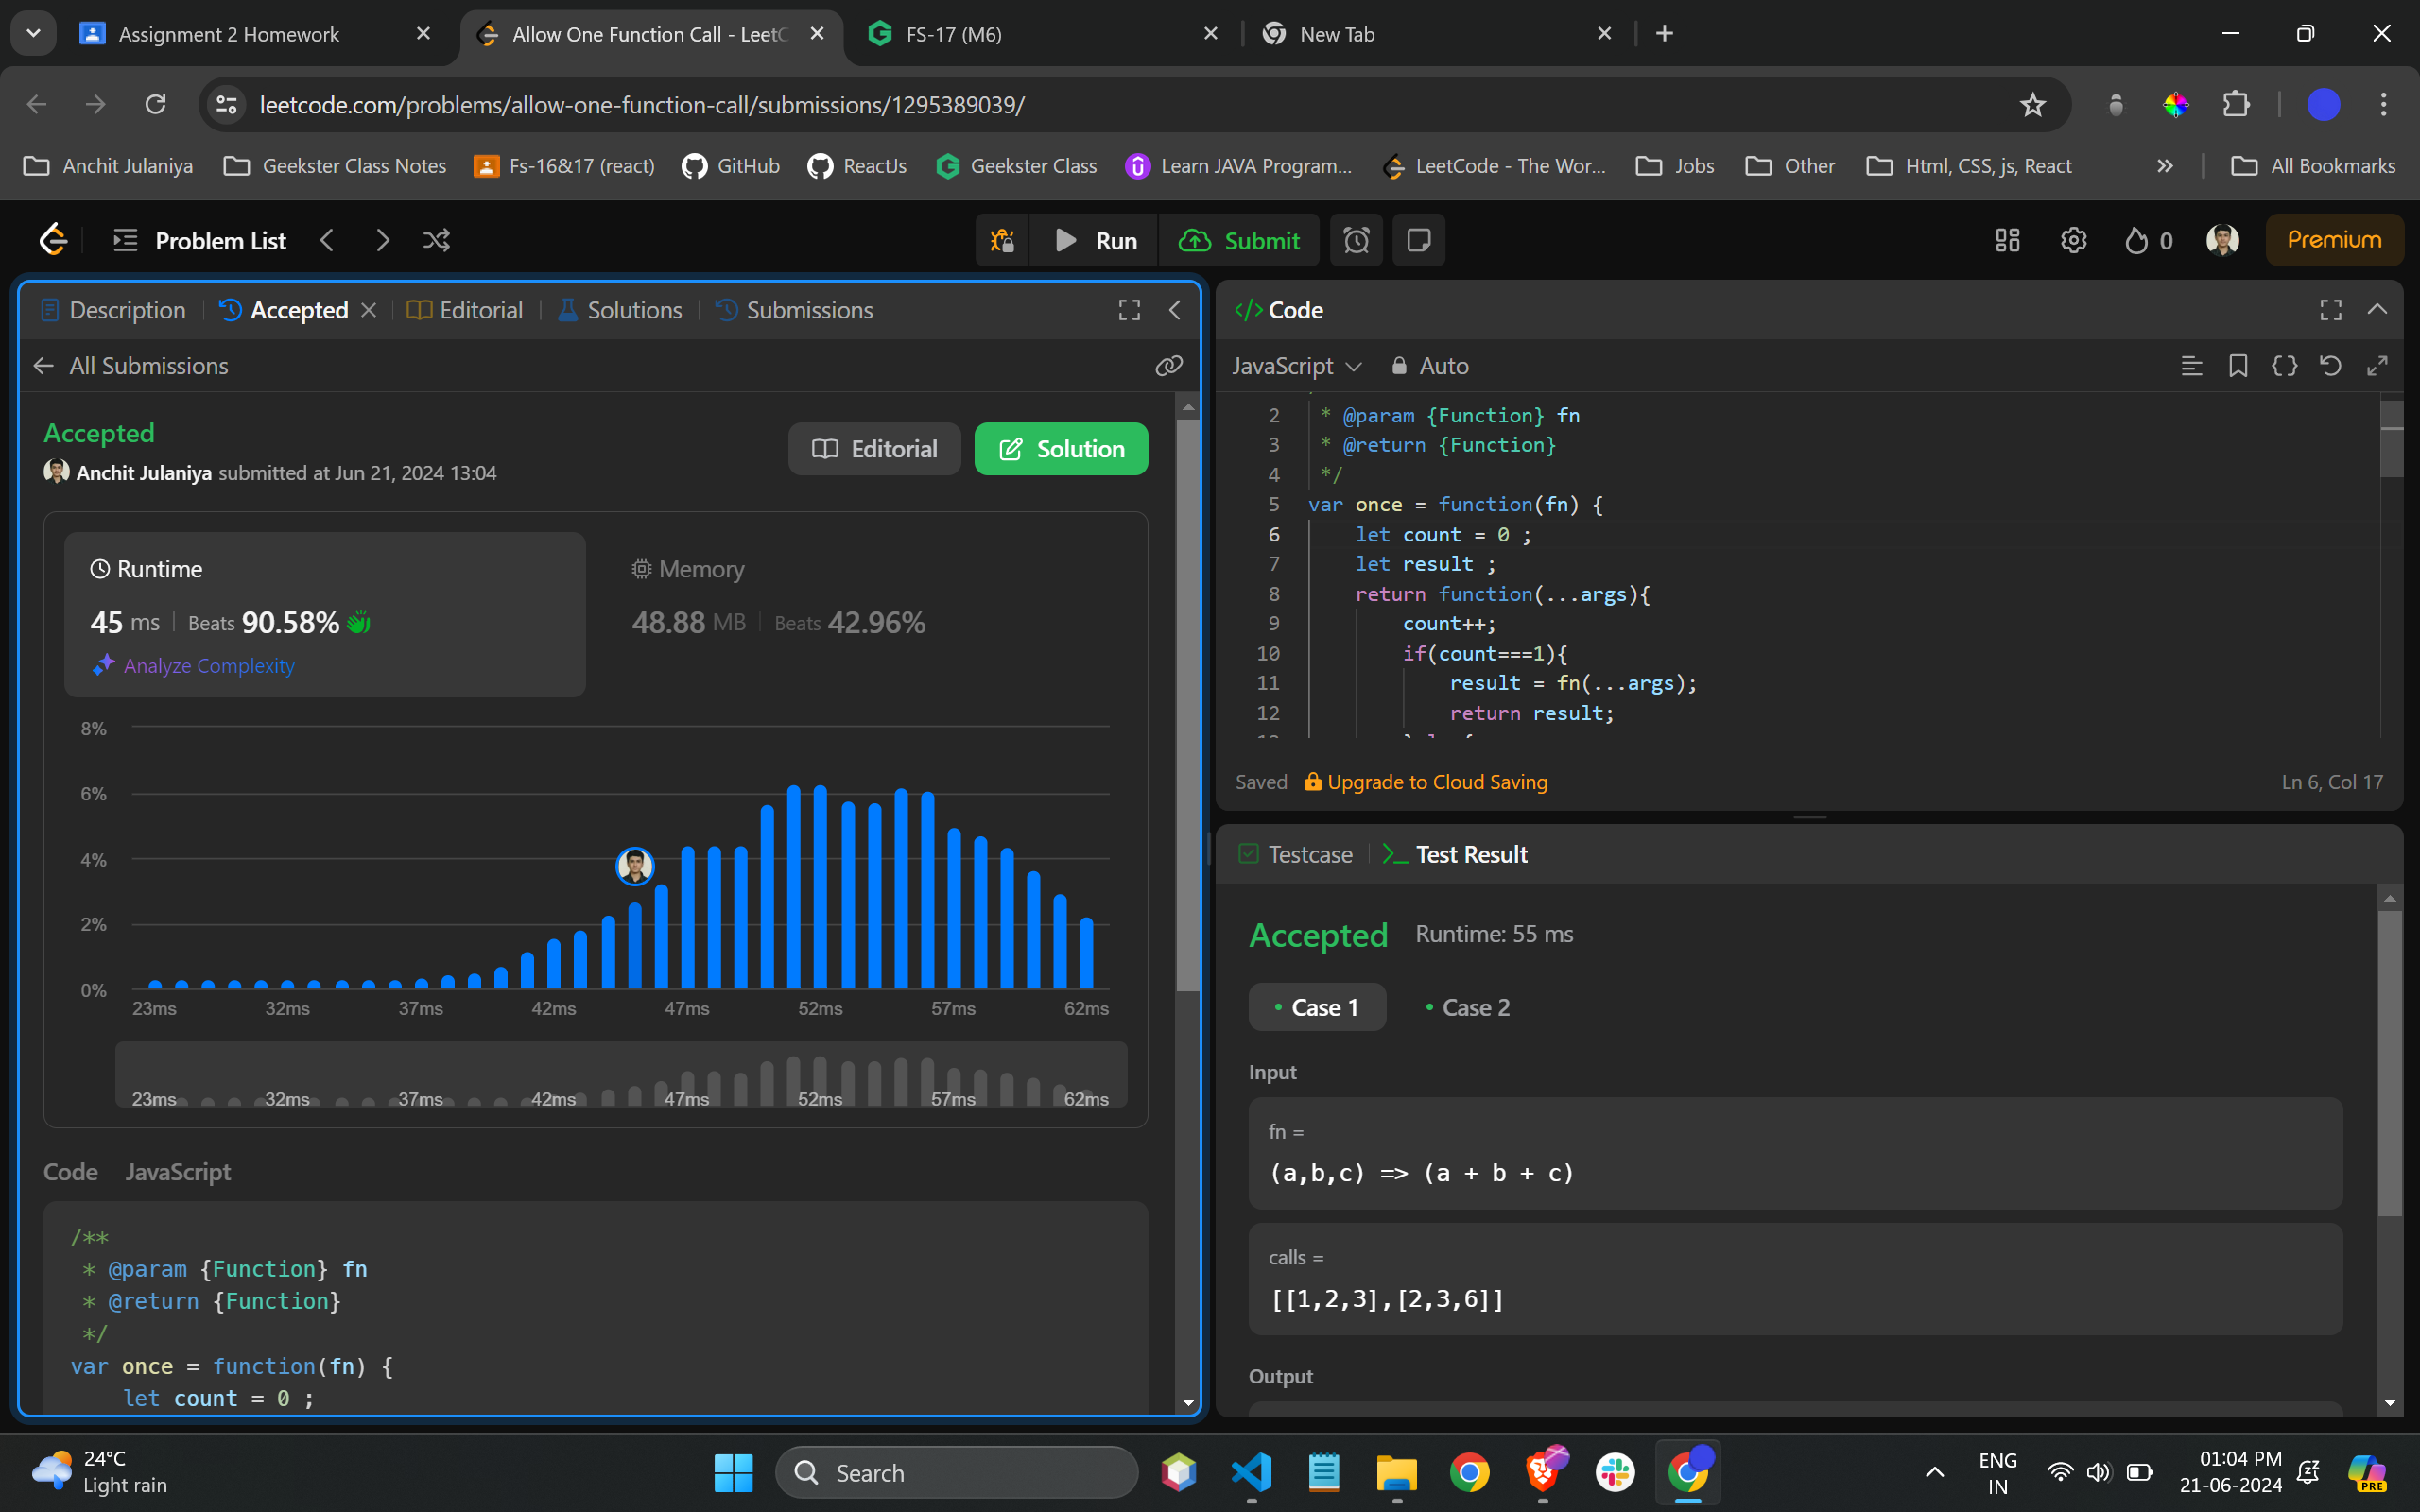 Assignment 2 Homework
Allow One Function Call - LeetC
FS-17 (M6)
New Tab
leetcode.com/problems/allow-one-function-call/submissions/1295389039/
Anchit Julaniya
Geekster Class Notes
Fs-16&17 (react)
GitHub
ReactJs
Geekster Class
Learn JAVA Program...
LeetCode - The Wor...
Jobs
Other
Html, CSS, js, React
All Bookmarks
Problem List
Run
Submit
0
Premium
Description
Accepted
Editorial
Solutions
Submissions
All Submissions
Accepted
Anchit Julaniya submitted at Jun 21, 2024 13:04
Editorial
Solution
Runtime
45 ms | Beats 90.58%
Analyze Complexity
Memory
48.88 MB | Beats 42.96%
8%
6%
4%
2%
0%
23ms 32ms 37ms 42ms 47ms 52ms 57ms 62ms
23ms 32ms 37ms 42ms 47ms 52ms 57ms 62ms
Code | JavaScript
/**
* @param {Function} fn
* @return {Function}
*/
var once = function(fn) {
let count = 0 ;
Code
JavaScript
Auto
2 * @param {Function} fn
3 * @return {Function}
4 */
5 var once = function(fn) {
6 let count = 0 ;
7 let result ;
8 return function(...args){
9 count++;
10 if(count===1){
11 result = fn(...args);
12 return result;
Saved
Upgrade to Cloud Saving
Ln 6, Col 17
Testcase
Test Result
Accepted
Runtime: 55 ms
Case 1
Case 2
Input
fn =
(a,b,c) => (a + b + c)
calls =
[[1,2,3],[2,3,6]]
Output
24°C
Light rain
Search
ENG
IN
01:04 PM
21-06-2024
PRE